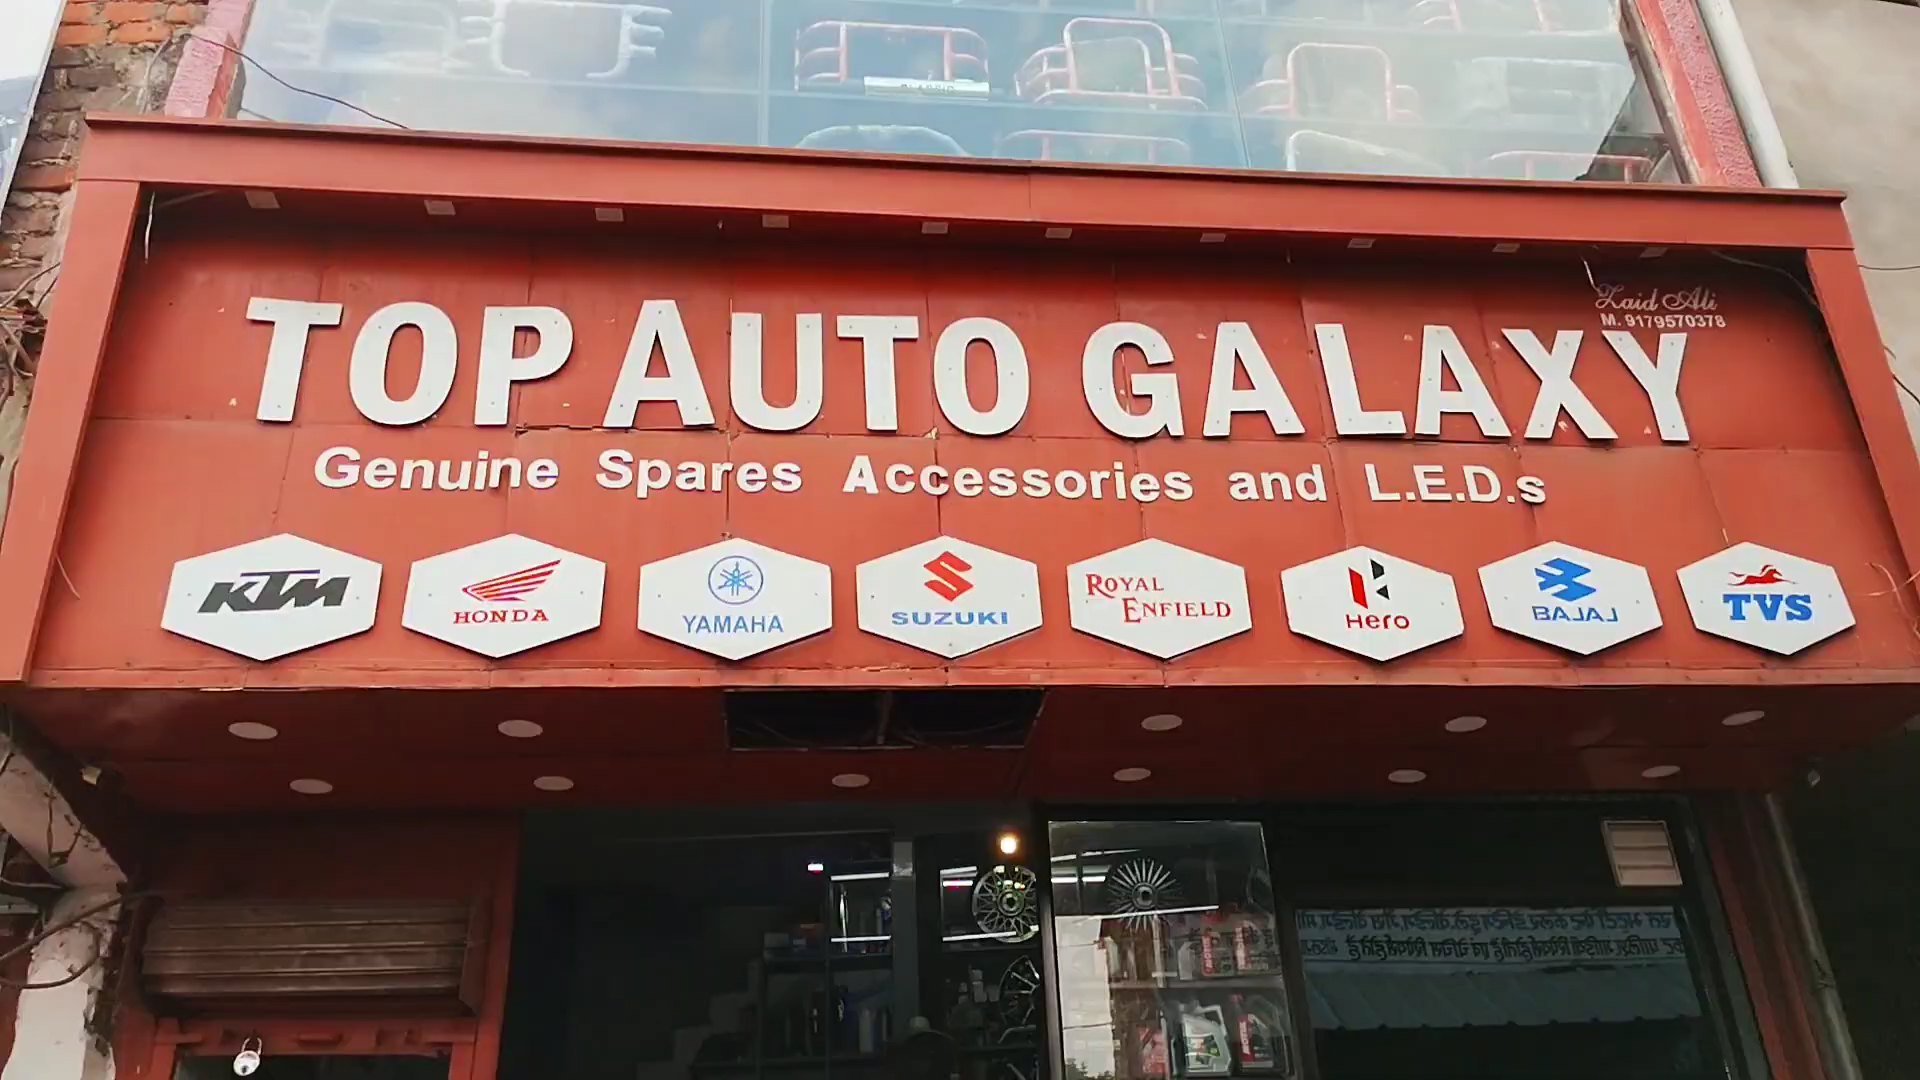 CLASSIC
Zaid Ali
M. 9179570378
TOP AUTO GALAXY
Genuine Spares Accessories and L.E.D.s
KTM
HONDA
YAMAHA
SUZUKI
ROYAL
ENFIELD
Hero
BAJAJ
TVS